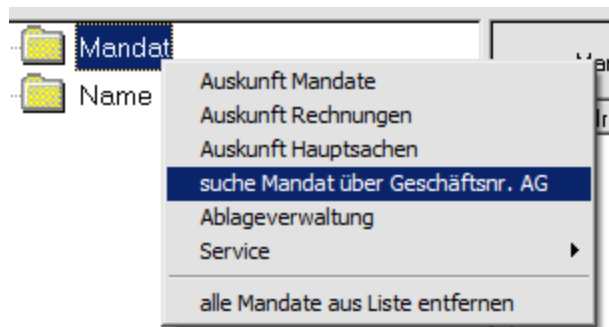 Mandat
Name
Auskunft Mandate
Auskunft Rechnungen
Auskunft Hauptsachen
suche Mandat über Geschäftsnr. AG
Ablageverwaltung
Service
alle Mandate aus Liste entfernen